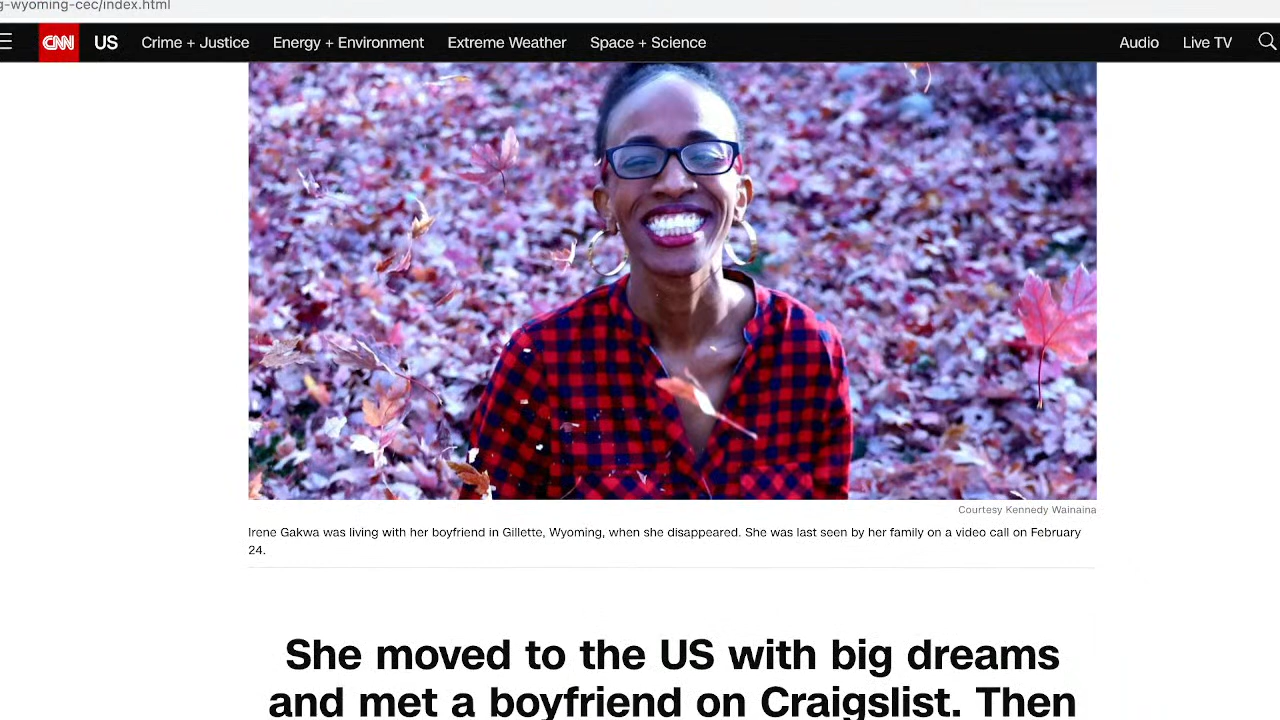 g-wyoming-cec/index.html
CNN US Crime + Justice Energy + Environment Extreme Weather Space + Science Audio Live TV
Courtesy Kennedy Wainaina
Irene Gakwa was living with her boyfriend in Gillette, Wyoming, when she disappeared. She was last seen by her family on a video call on February
24.
She moved to the US with big dreams
and met a boyfriend on Craigslist. Then